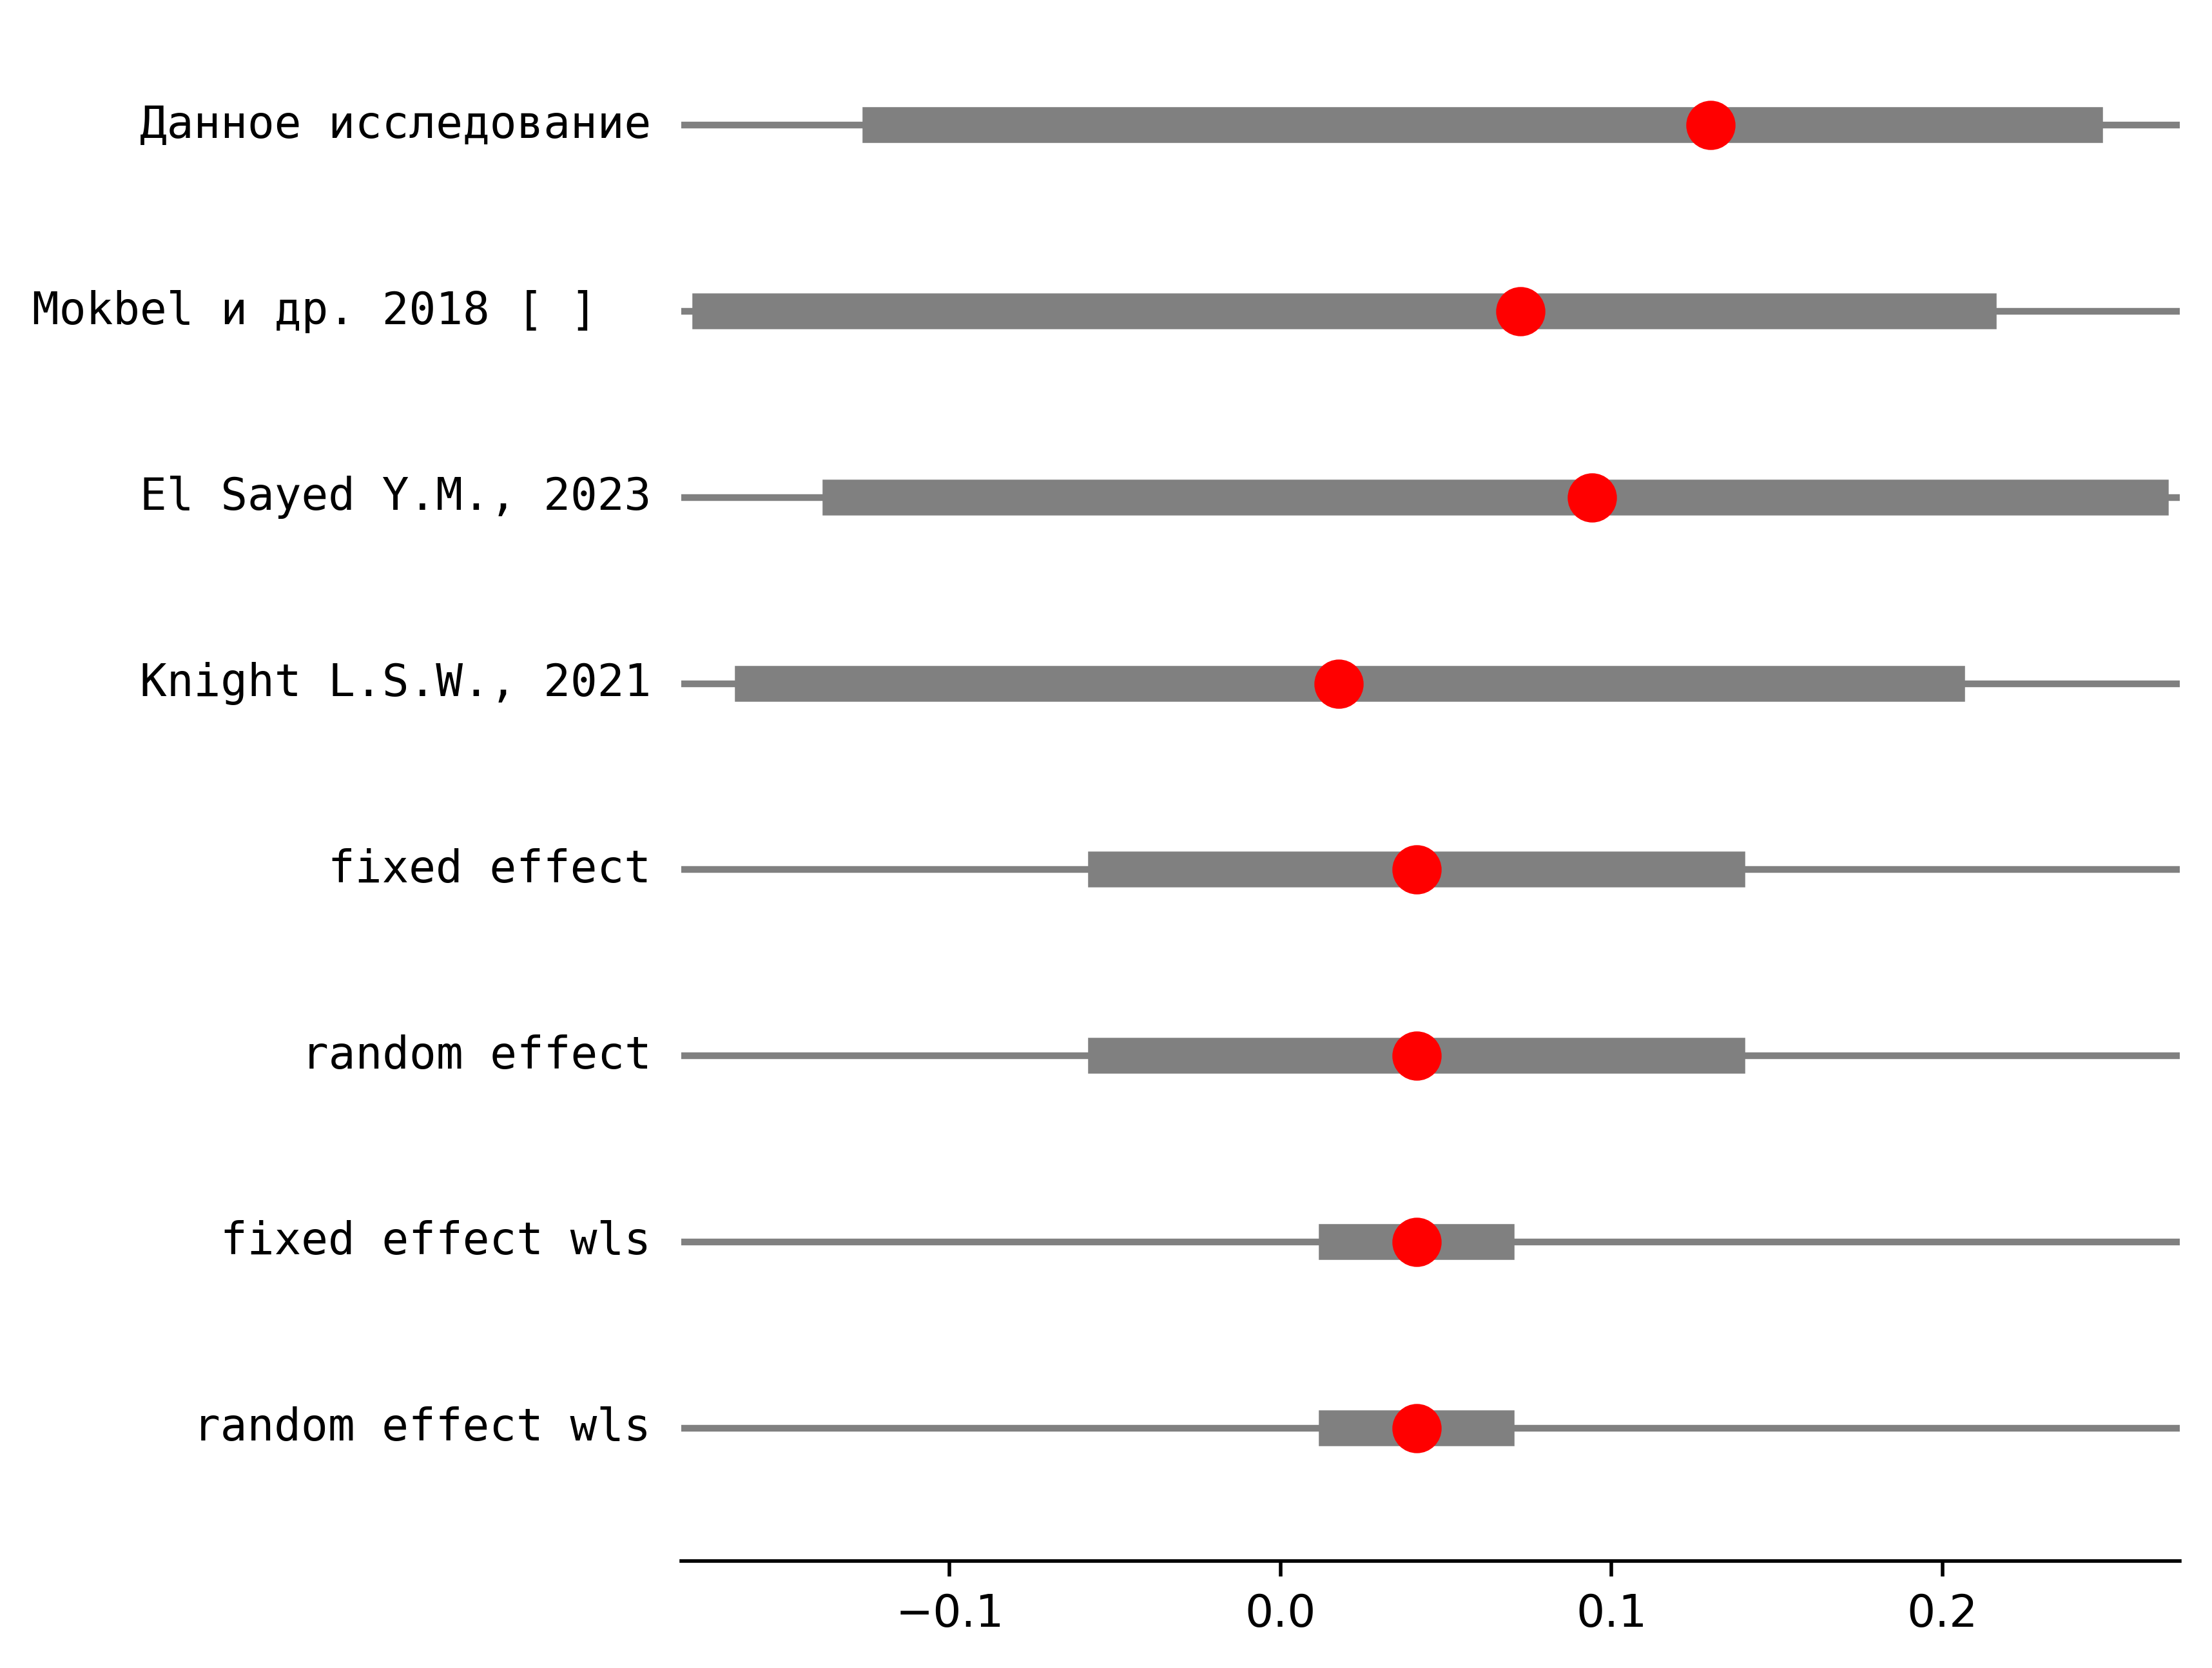 Данное исследование
Mokbel и др. 2018 [ ]
El Sayed Y.M., 2023
Knight L.S.W., 2021
fixed effect
random effect
fixed effect wls
random effect wls
−0.1 0.0 0.1 0.2